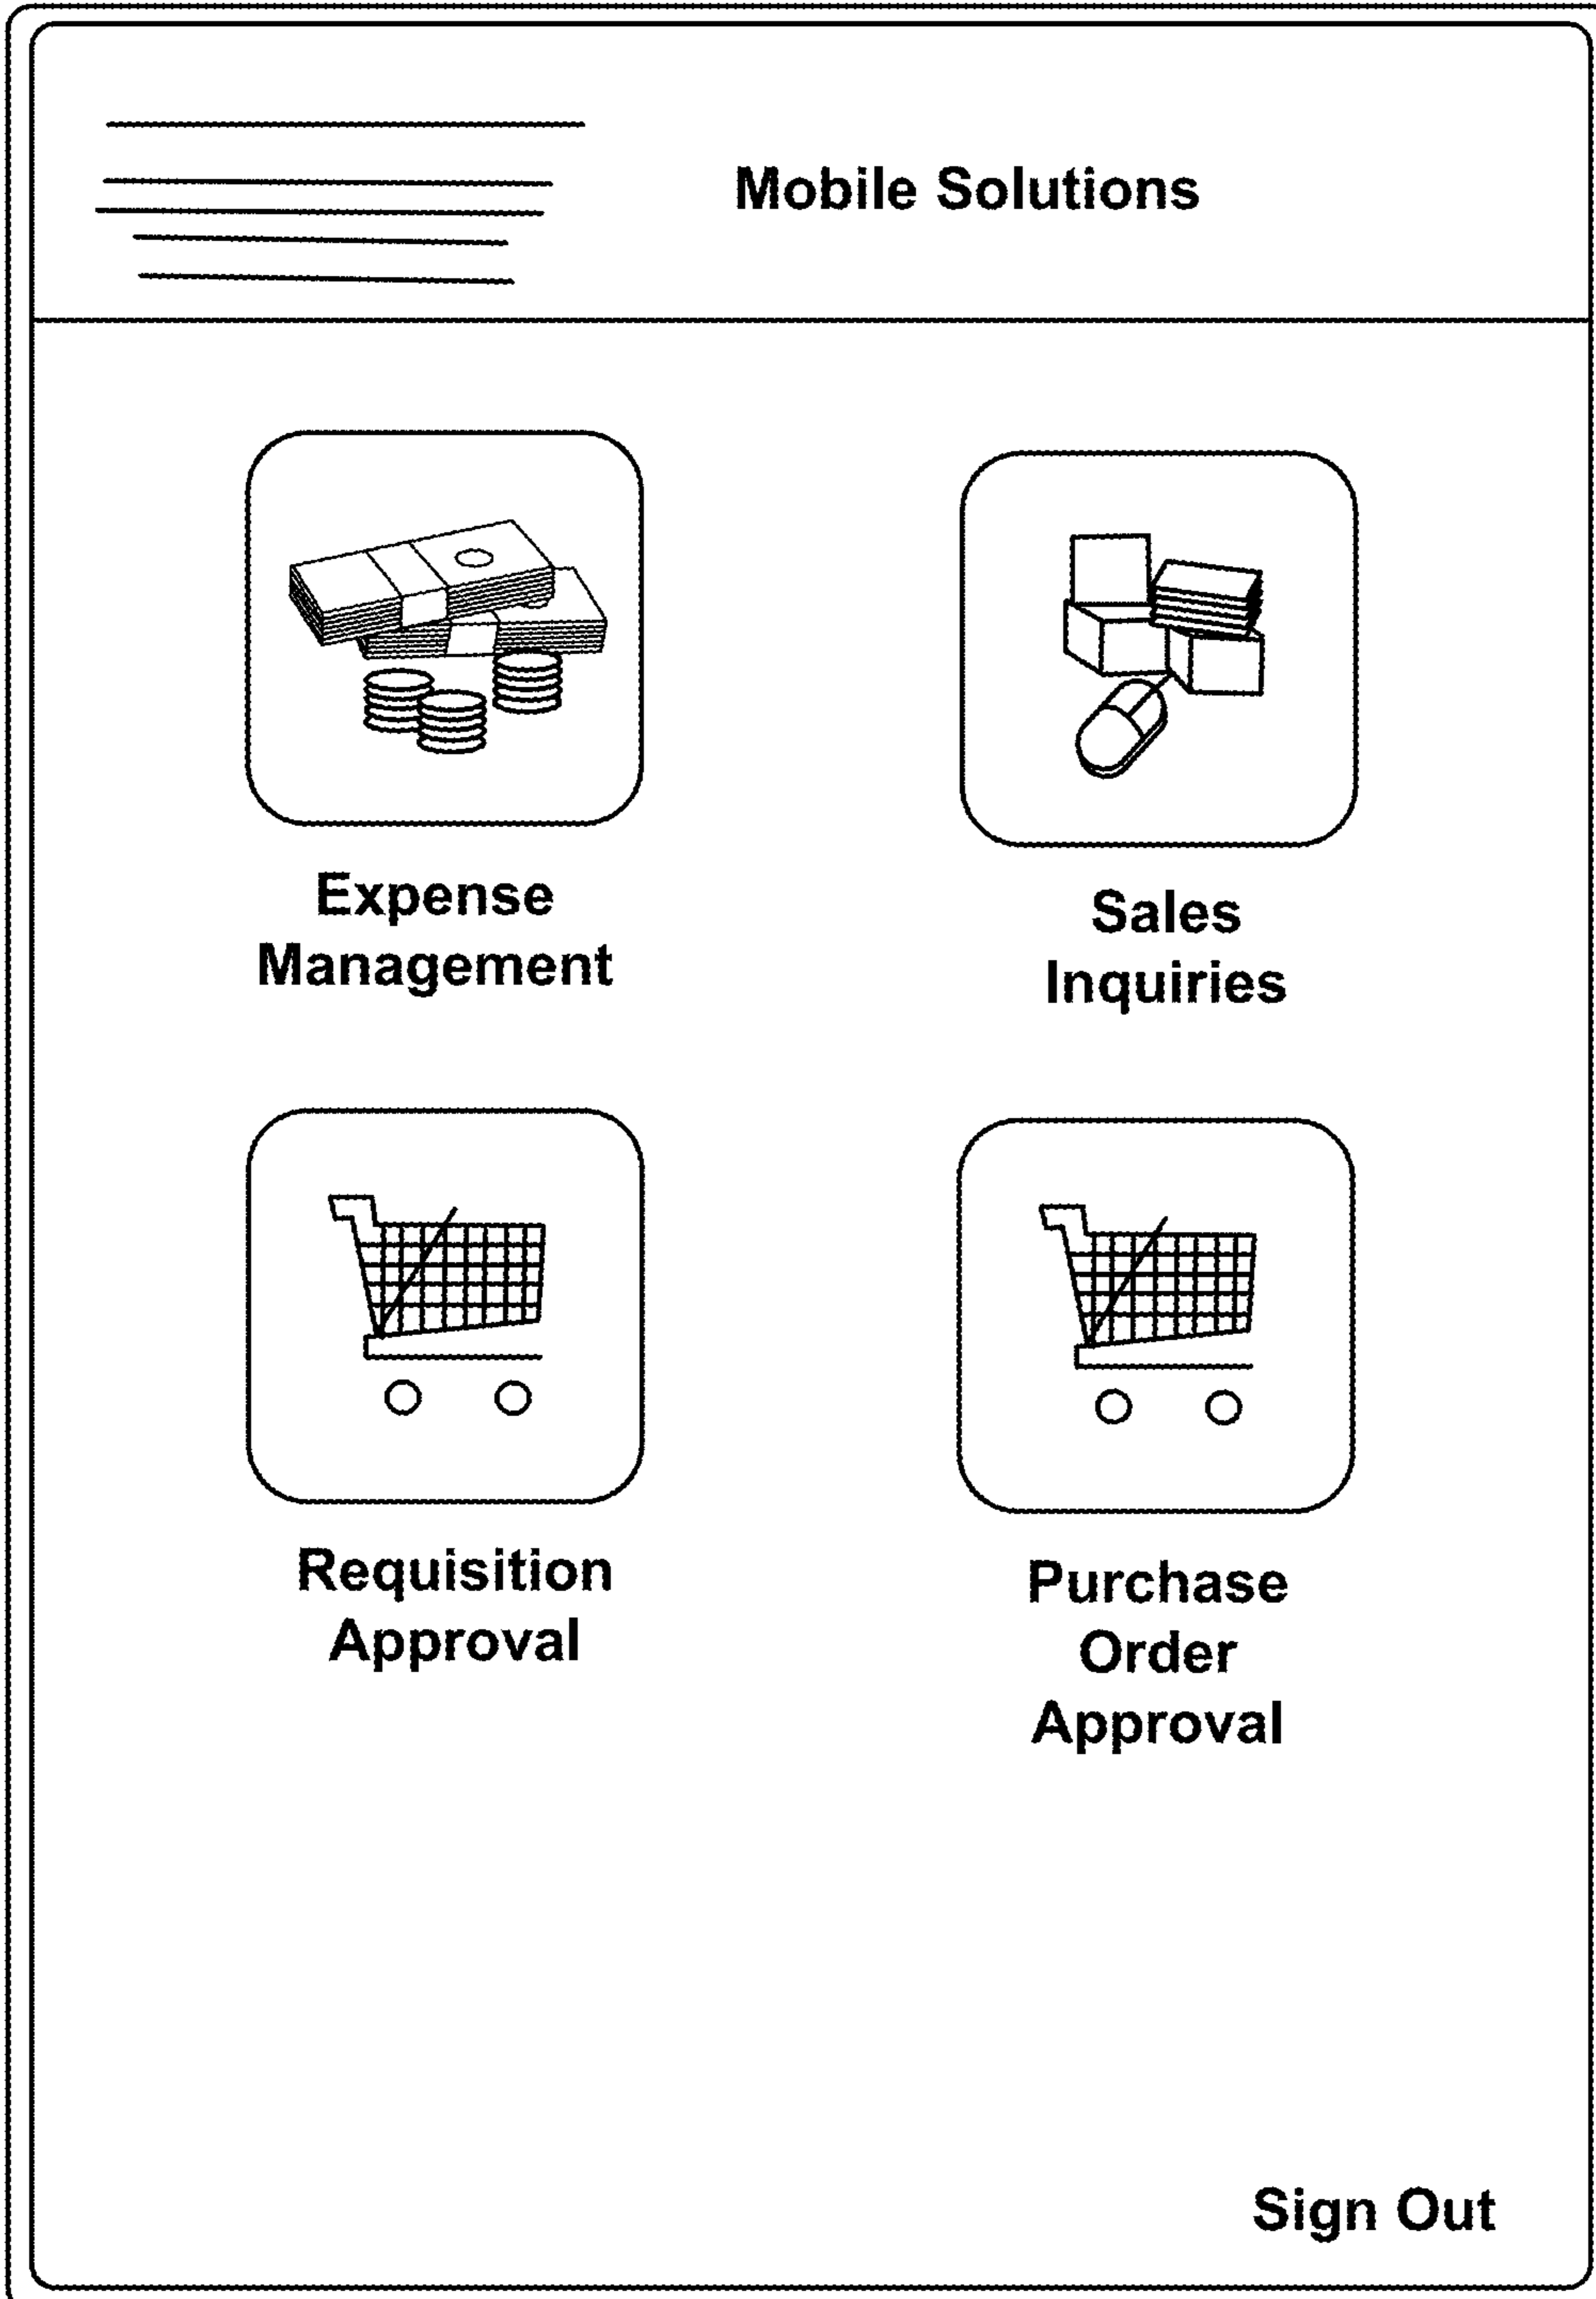 Mobile Solutions
Expense
Management
Sales
Inquiries
Requisition
Approval
Purchase
Order
Approval
Sign Out